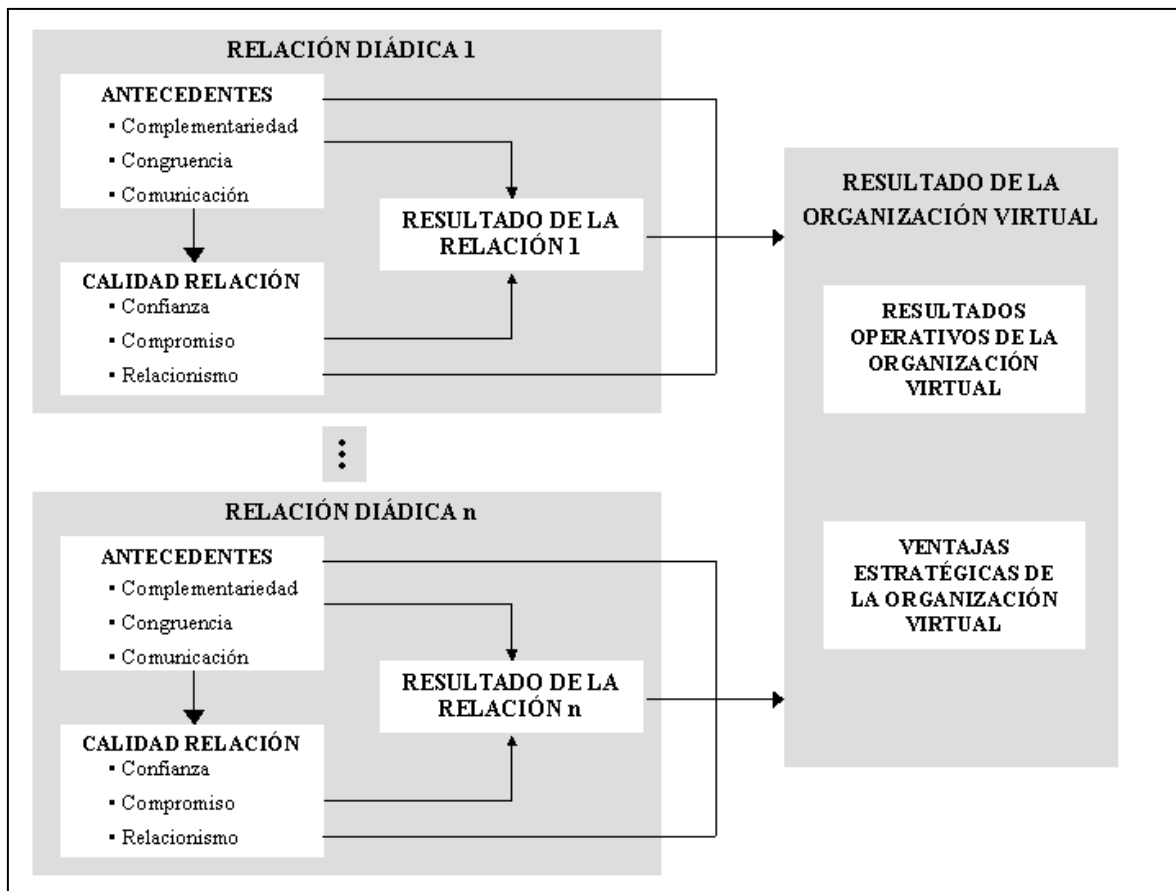 RELACIÓN DIÁDICA 1
ANTECEDENTES
▪ Complementariedad
▪ Congruencia
▪ Comunicación
CALIDAD RELACIÓN
▪ Confianza
▪ Compromiso
▪ Relacionismo
RESULTADO DE LA
RELACIÓN 1
RELACIÓN DIÁDICA n
ANTECEDENTES
▪ Complementariedad
▪ Congruencia
▪ Comunicación
CALIDAD RELACIÓN
▪ Confianza
▪ Compromiso
▪ Relacionismo
RESULTADO DE LA
RELACIÓN n
RESULTADO DE LA
ORGANIZACIÓN VIRTUAL
RESULTADOS
OPERATIVOS DE LA
ORGANIZACIÓN
VIRTUAL
VENTAJAS
ESTRATÉGICAS DE
LA ORGANIZACIÓN
VIRTUAL